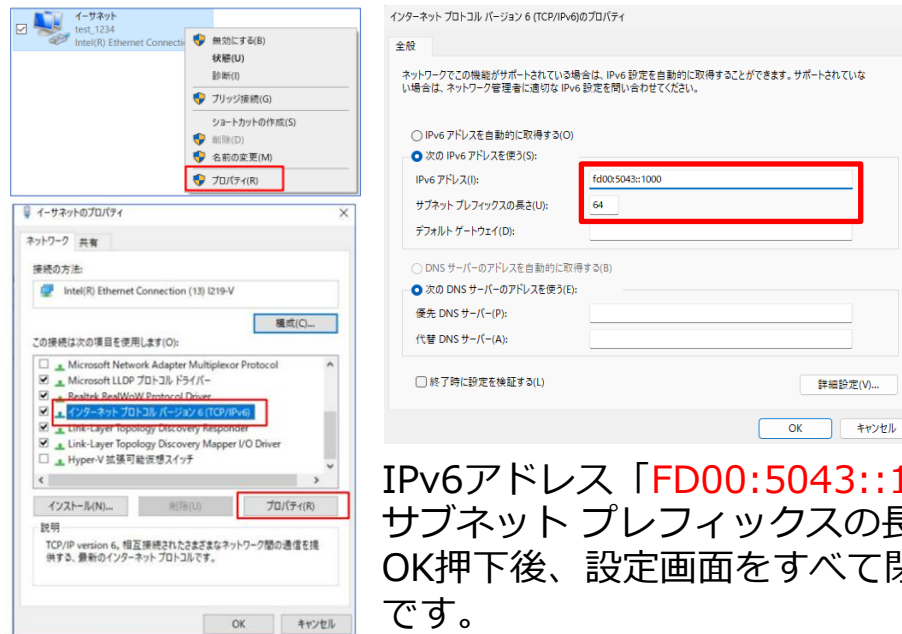 イーサネット
test_1234
Intel(R) Ethernet Connecti
無効にする(B)
状態(U)
診断(I)
ブリッジ接続(G)
ショートカットの作成(S)
削除(D)
名前の変更(M)
プロパティ(R)
イーサネットのプロパティ
ネットワーク 共有
接続の方法:
Intel(R) Ethernet Connection (13) I219-V
構成(C)...
この接続は次の項目を使用します(O):
Microsoft Network Adapter Multiplexor Protocol
Microsoft LLDP プロトコル ドライバー
Realtek RealWoW Protocol Driver
インターネット プロトコル バージョン 6 (TCP/IPv6)
Link-Layer Topology Discovery Responder
Link-Layer Topology Discovery Mapper I/O Driver
Hyper-V 拡張可能仮想スイッチ
インストール(N)...
削除(U)
プロパティ(R)
説明
TCP/IP version 6。相互接続されたさまざまなネットワーク間の通信を提
供する、最新のインターネット プロトコルです。
OK
キャンセル
インターネット プロトコル バージョン 6 (TCP/IPv6)のプロパティ
全般
ネットワークでこの機能がサポートされている場合は、IPv6 設定を自動的に取得することができます。サポートされていな
い場合は、ネットワーク管理者に適切な IPv6 設定を問い合わせてください。
IPv6 アドレスを自動的に取得する(O)
次の IPv6 アドレスを使う(S):
IPv6 アドレス(I): fd00:5043::1000
サブネット プレフィックスの長さ(U): 64
デフォルト ゲートウェイ(D):
DNS サーバーのアドレスを自動的に取得する(B)
次の DNS サーバーのアドレスを使う(E):
優先 DNS サーバー(P):
代替 DNS サーバー(A):
終了時に設定を検証する(L)
詳細設定(V)...
OK
キャンセル
IPv6アドレス「FD00:5043::1
サブネット プレフィックスの長
OK押下後、設定画面をすべて閉
です。